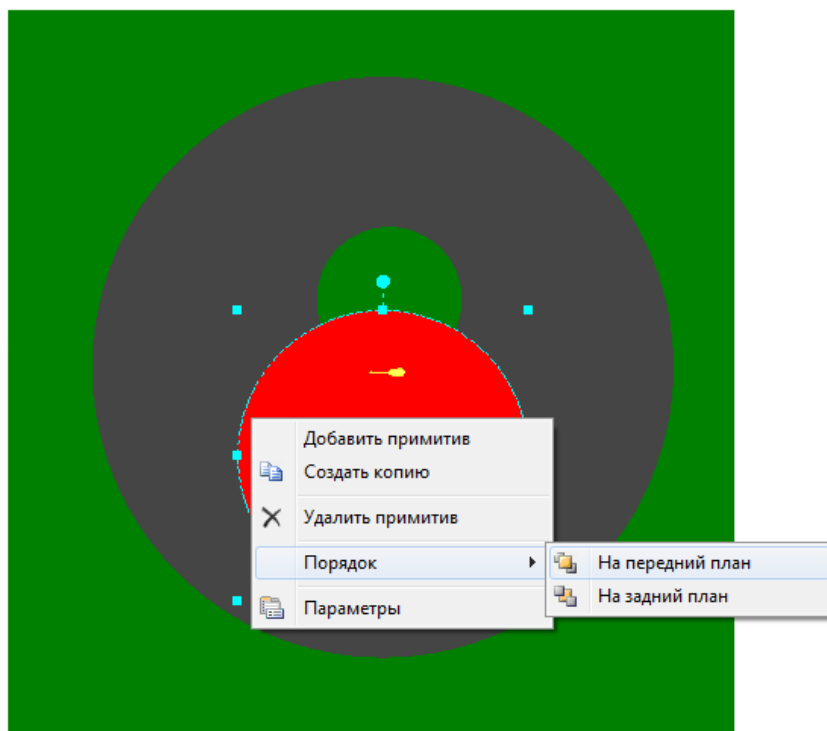 Добавить примитив
Создать копию
Удалить примитив
Порядок
На передний план
На задний план
Параметры